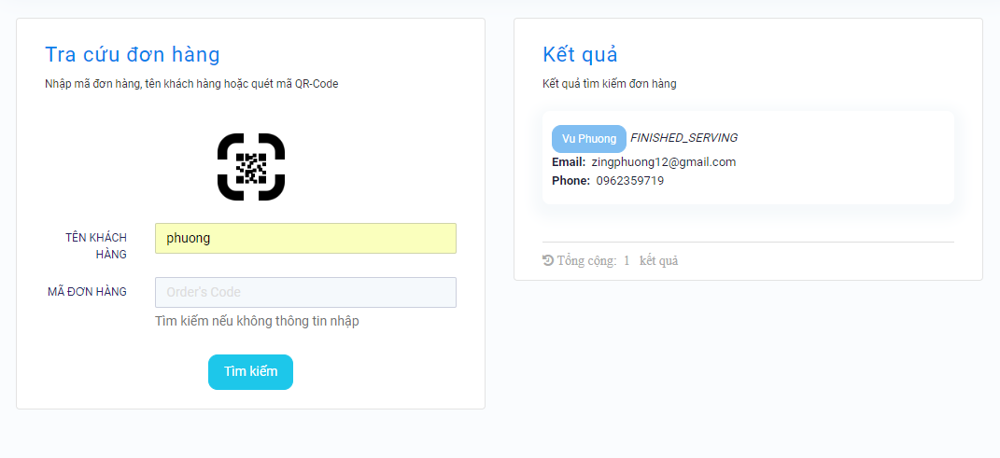 Tra cứu đơn hàng
Nhập mã đơn hàng, tên khách hàng hoặc quét mã QR-Code
TÊN KHÁCH
HÀNG
phuong
MÃ ĐƠN HÀNG
Order's Code
Tìm kiếm nếu không thông tin nhập
Tìm kiếm
Kết quả
Kết quả tìm kiếm đơn hàng
Vu Phuong FINISHED_SERVING
Email: zingphuong12@gmail.com
Phone: 0962359719
Tổng cộng: 1 kết quả